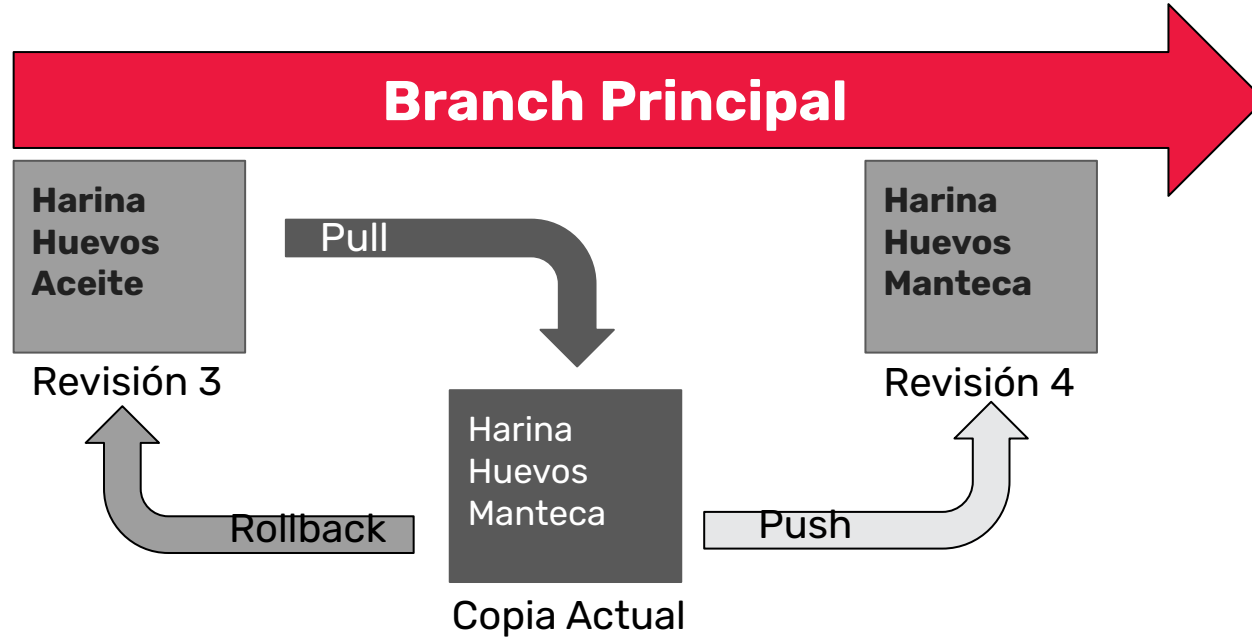 Branch Principal
Harina
Huevos
Aceite
Revisión 3
Pull
Harina
Huevos
Manteca
Revisión 4
Harina
Huevos
Manteca
Copia Actual
Rollback
Push